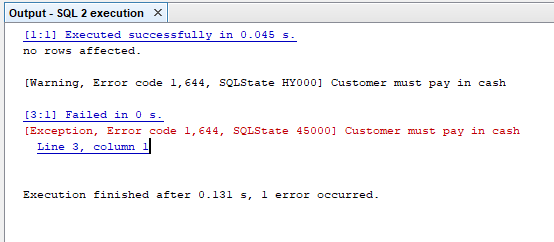 Output - SQL 2 execution ×
[1:1] Executed successfully in 0.045 s.
no rows affected.
[Warning, Error code 1,644, SQLState HY000] Customer must pay in cash
[3:1] Failed in 0 s.
[Exception, Error code 1,644, SQLState 45000] Customer must pay in cash
Line 3, column 1
Execution finished after 0.131 s, 1 error occurred.